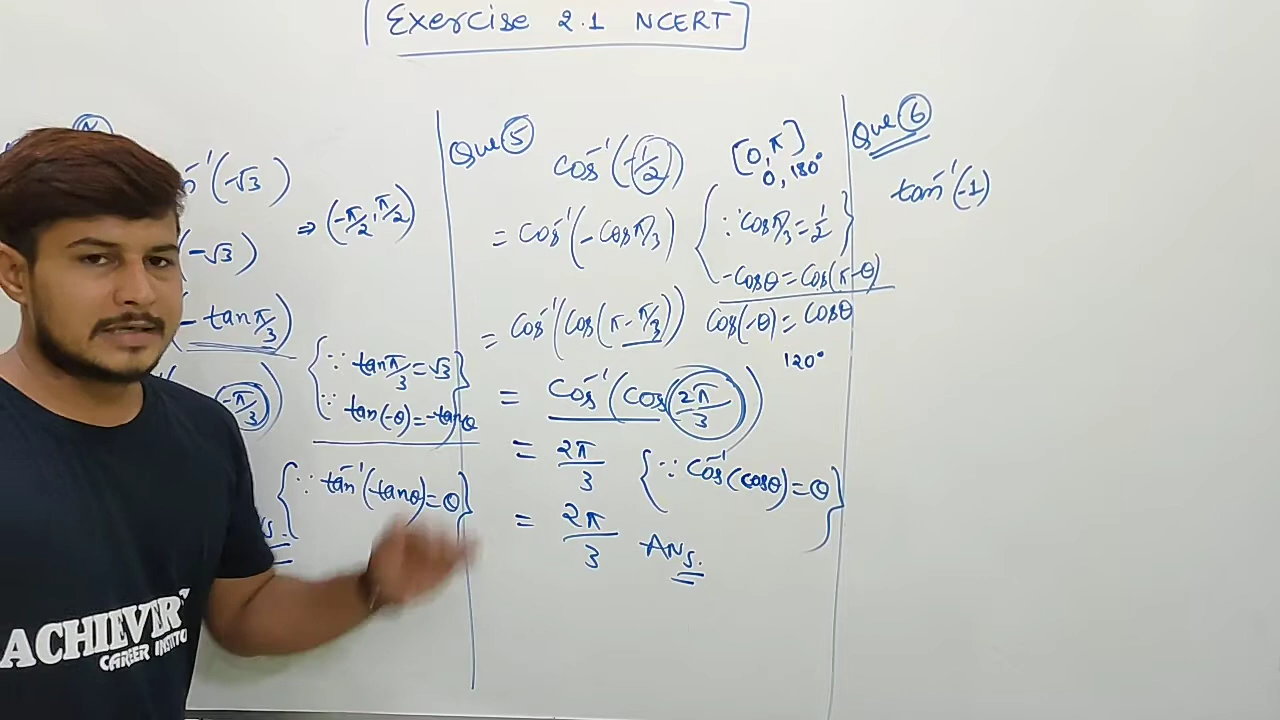 Exercise 2.1 NCERT
(-√3)
⇒ (-π/2, π/2)
(-√3)
- tan π/3)
{∵ tan π/3 = √3
∵ tan(-θ) = -tanθ}
(-π/3)
{∵ tan⁻¹(tanθ) = θ}
Que 5
cos⁻¹(-1/2) [0, π]
0, 180°
= cos⁻¹(-cos π/3) {∵ cos π/3 = 1/2}
-cosθ = cos(π-θ)
= cos⁻¹(cos(π - π/3)) cos(-θ) = cosθ
120°
= cos⁻¹(cos 2π/3)
= 2π/3 {∵ cos⁻¹(cosθ) = θ}
= 2π/3 Ans.
Que 6
tan⁻¹(-1)
ACHIEVER
CAREER INSTITU